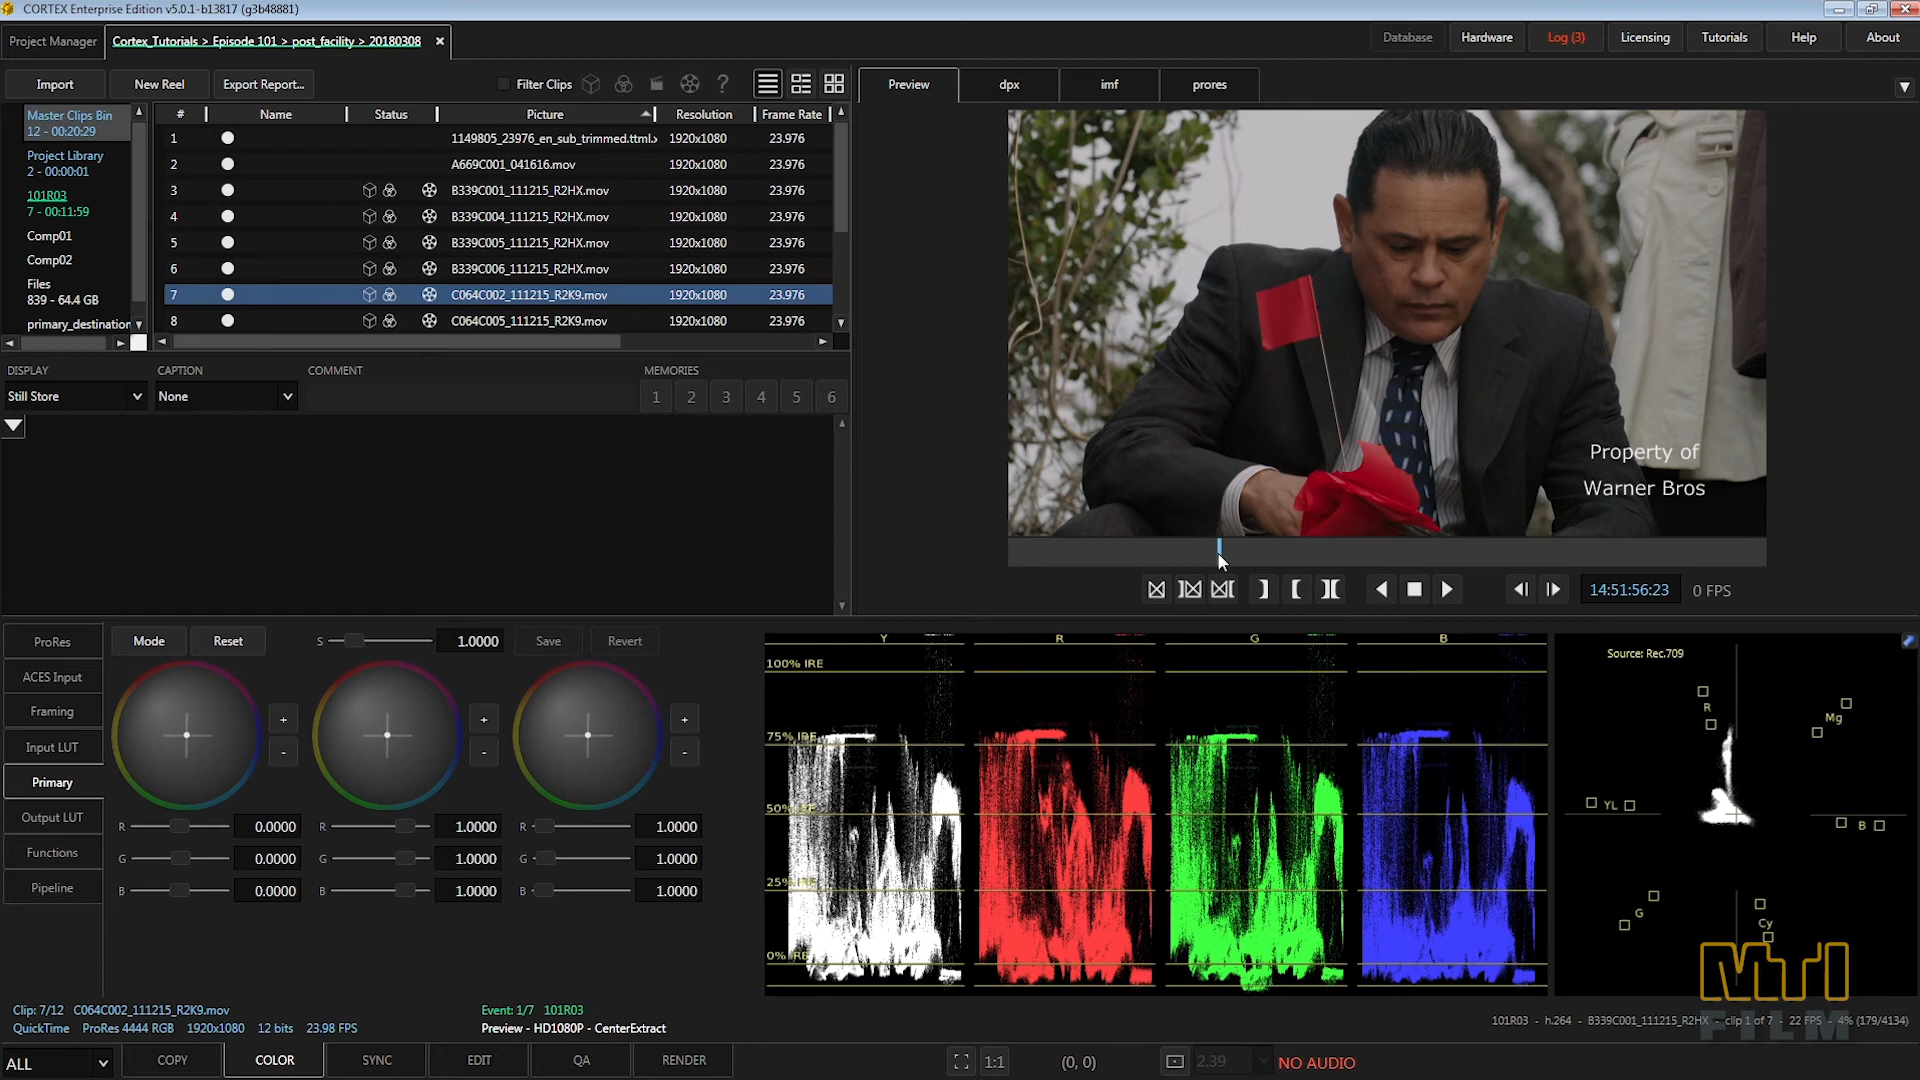 CORTEX Enterprise Edition v5.0.1-b13817 (g3b48881)
Project Manager
Cortex_Tutorials > Episode 101 > post_facility > 20180308
Database
Hardware
Log (3)
Licensing
Tutorials
Help
About
Import
New Reel
Export Report...
Filter Clips
?
Preview
dpx
imf
prores
Master Clips Bin
12 - 00:20:29
Project Library
2 - 00:00:01
101R03
7 - 00:11:59
Comp01
Comp02
Files
839 - 64.4 GB
primary_destination
# Name Status Picture Resolution Frame Rate
1 1149805_23976_en_sub_trimmed.ttml 1920x1080 23.976
2 A669C001_041616.mov 1920x1080 23.976
3 B339C001_111215_R2HX.mov 1920x1080 23.976
4 B339C004_111215_R2HX.mov 1920x1080 23.976
5 B339C005_111215_R2HX.mov 1920x1080 23.976
6 B339C006_111215_R2HX.mov 1920x1080 23.976
7 C064C002_111215_R2K9.mov 1920x1080 23.976
8 C064C005_111215_R2K9.mov 1920x1080 23.976
DISPLAY
CAPTION
COMMENT
MEMORIES
Still Store
None
1 2 3 4 5 6
Property of
Warner Bros
14:51:56:23
0 FPS
ProRes
ACES Input
Framing
Input LUT
Primary
Output LUT
Functions
Pipeline
Mode
Reset
S 1.0000
Save
Revert
+ + +
- - -
R 0.0000 R 1.0000 R 1.0000
G 0.0000 G 1.0000 G 1.0000
B 0.0000 B 1.0000 B 1.0000
Y R G B
100% IRE
75% IRE
50% IRE
25% IRE
0% IRE
Source: Rec.709
R
Mg
YL
B
G
Cy
MTI
FILM
Clip: 7/12 C064C002_111215_R2K9.mov
QuickTime ProRes 4444 RGB 1920x1080 12 bits 23.98 FPS
Event: 1/7 101R03
Preview - HD1080P - CenterExtract
101R03 - h.264 - B339C001_111215_R2HX - clip 1 of 7 - 22 FPS - 4% (179/4134)
ALL
COPY
COLOR
SYNC
EDIT
QA
RENDER
1:1
(0, 0)
2.39
NO AUDIO